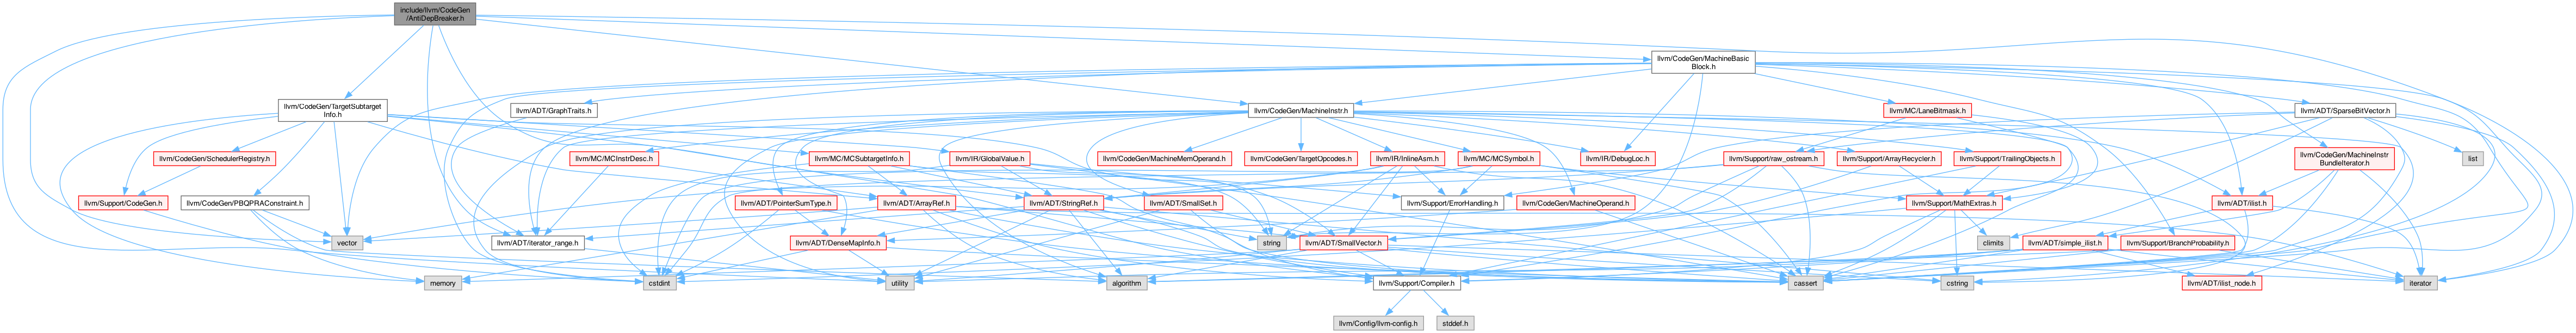 include/llvm/CodeGen
/AntiDepBreaker.h
llvm/CodeGen/MachineBasic
Block.h
llvm/CodeGen/TargetSubtarget
Info.h
llvm/ADT/GraphTraits.h
llvm/CodeGen/MachineInstr.h
llvm/MC/LaneBitmask.h
llvm/ADT/SparseBitVector.h
llvm/CodeGen/SchedulerRegistry.h
llvm/MC/MCInstrDesc.h
llvm/MC/MCSubtargetInfo.h
llvm/IR/GlobalValue.h
llvm/CodeGen/MachineMemOperand.h
llvm/CodeGen/TargetOpcodes.h
llvm/IR/InlineAsm.h
llvm/MC/MCSymbol.h
llvm/IR/DebugLoc.h
llvm/Support/raw_ostream.h
llvm/Support/ArrayRecycler.h
llvm/Support/TrailingObjects.h
llvm/CodeGen/MachineInstr
BundleIterator.h
list
llvm/Support/CodeGen.h
llvm/CodeGen/PBQPRAConstraint.h
llvm/ADT/PointerSumType.h
llvm/ADT/ArrayRef.h
llvm/ADT/StringRef.h
llvm/ADT/SmallSet.h
llvm/Support/ErrorHandling.h
llvm/CodeGen/MachineOperand.h
llvm/Support/MathExtras.h
llvm/ADT/ilist.h
vector
llvm/ADT/iterator_range.h
llvm/ADT/DenseMapInfo.h
string
llvm/ADT/SmallVector.h
climits
llvm/ADT/simple_ilist.h
llvm/Support/BranchProbability.h
memory
cstdint
utility
algorithm
llvm/Support/Compiler.h
cassert
cstring
llvm/ADT/ilist_node.h
iterator
llvm/Config/llvm-config.h
stddef.h